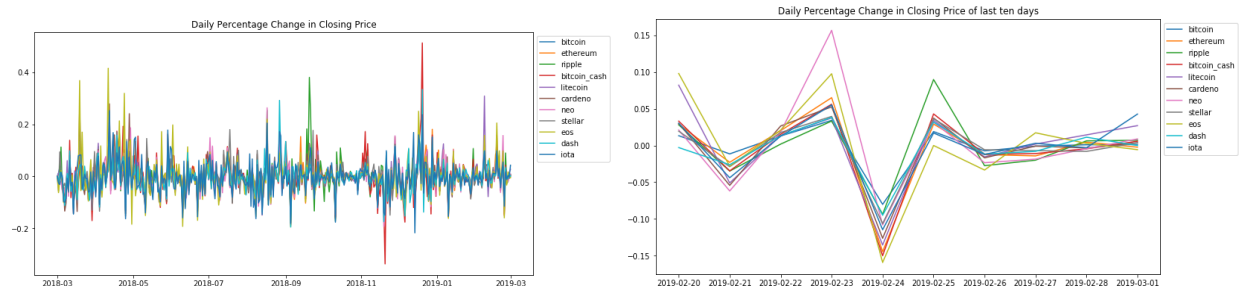 Daily Percentage Change in Closing Price
0.4
0.2
0.0
−0.2
2018-03
2018-05
2018-07
2018-09
2018-11
2019-01
2019-03
bitcoin
ethereum
ripple
bitcoin_cash
litecoin
cardeno
neo
stellar
eos
dash
iota
Daily Percentage Change in Closing Price of last ten days
0.15
0.10
0.05
0.00
−0.05
−0.10
−0.15
2019-02-20
2019-02-21
2019-02-22
2019-02-23
2019-02-24
2019-02-25
2019-02-26
2019-02-27
2019-02-28
2019-03-01
bitcoin
ethereum
ripple
bitcoin_cash
litecoin
cardeno
neo
stellar
eos
dash
iota